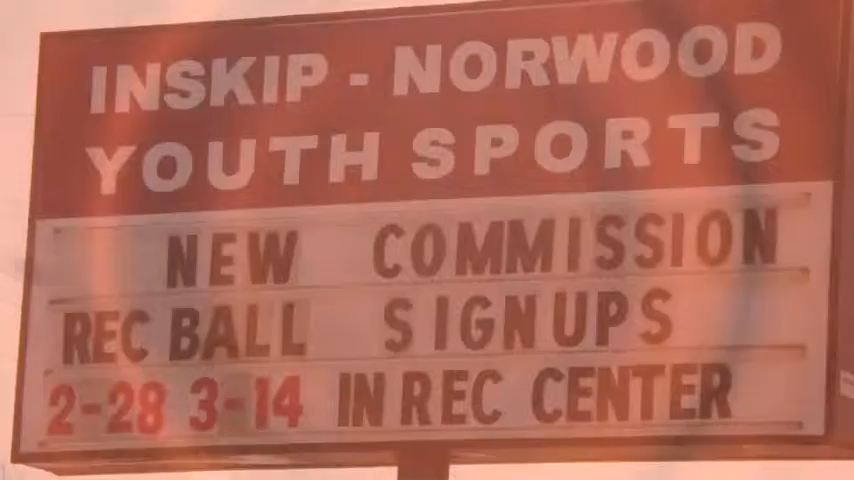 INSKIP - NORWOOD
YOUTH SPORTS
NEW COMMISSION
REC BALL SIGNUPS
2-28 3-14 IN REC CENTER